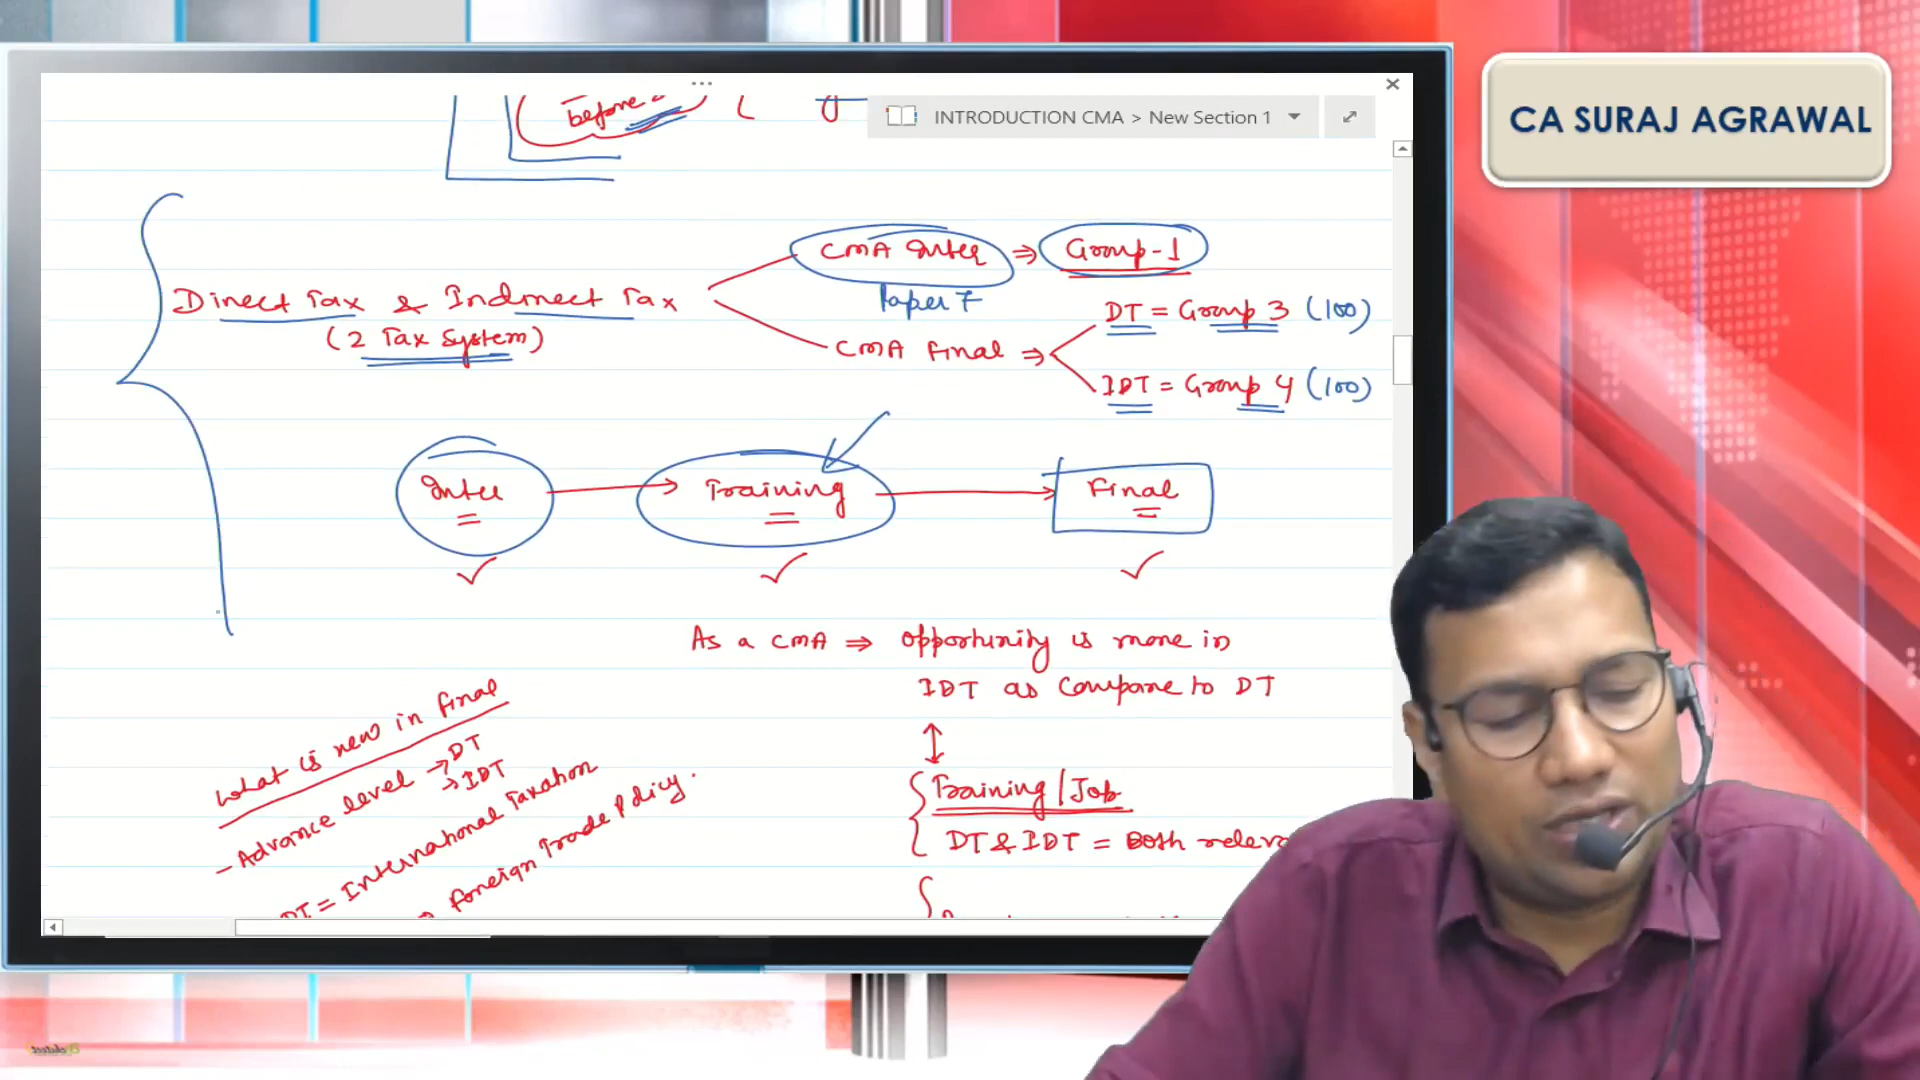 before
INTRODUCTION CMA > New Section 1
CA SURAJ AGRAWAL
CMA Inter ⇒ Group-1
Paper 7
Direct Tax & Indirect Tax
(2 Tax System)
DT = Group 3 (100)
CMA Final ⇒
IDT = Group 4 (100)
Inter → Training → Final
As a CMA ⇒ opportunity is more in
IDT as Compare to DT
What is new in final
- Advance level → DT
→ IDT
DT = International Taxation
foreign Trade Policy.
Training/Job
DT & IDT = Both